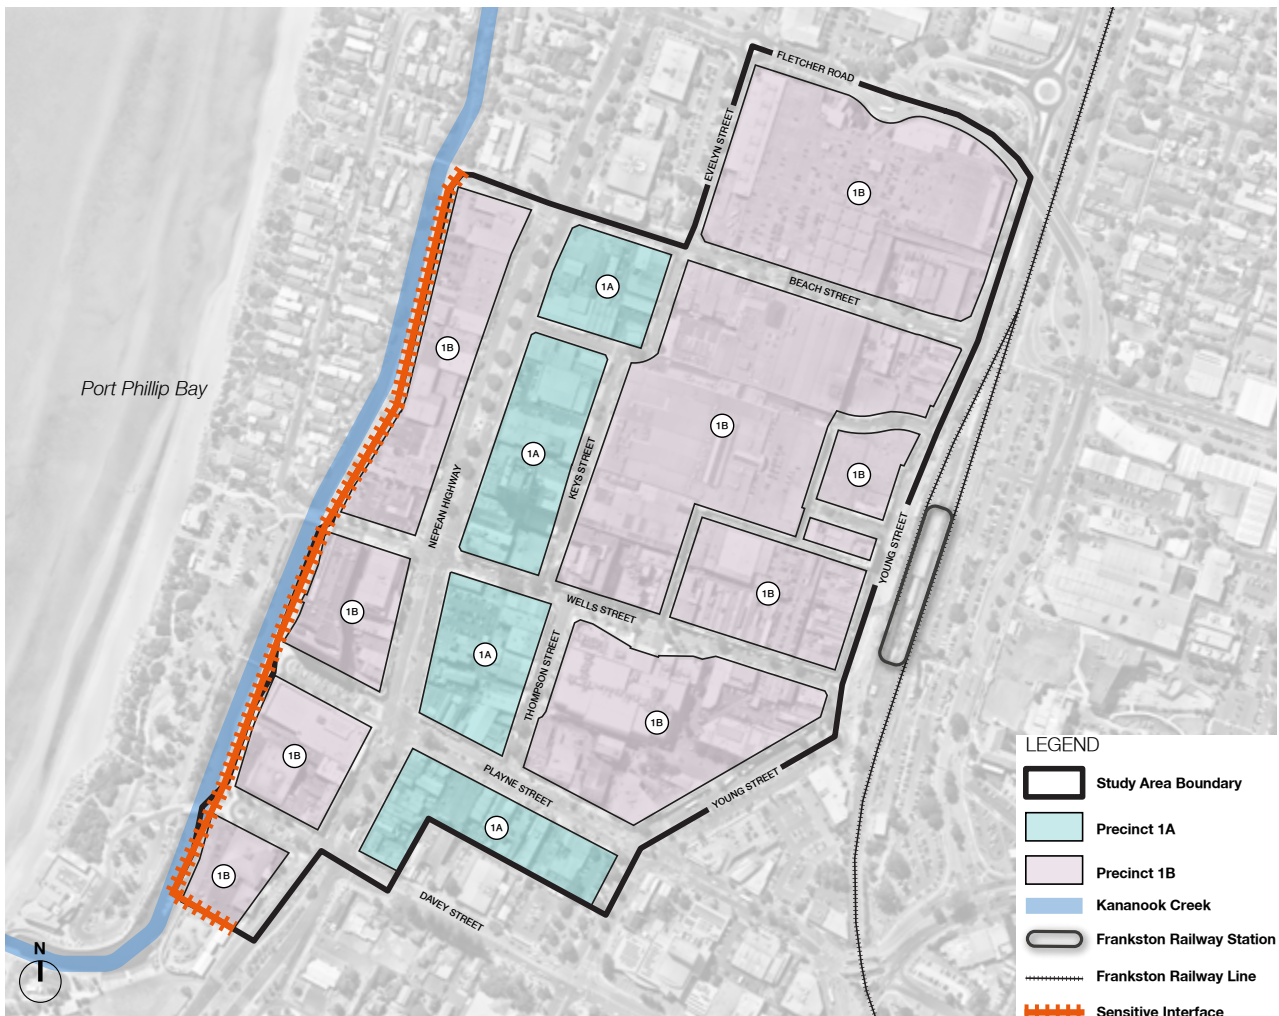 FLETCHER ROAD
EVELYN STREET
1B
1A
BEACH STREET
1B
Port Phillip Bay
1B
1A
KEYS STREET
1B
NEPEAN HIGHWAY
YOUNG STREET
1B
WELLS STREET
1B
1A
THOMPSON STREET
1B
1B
PLAYNE STREET
YOUNG STREET
1A
1B
DAVEY STREET
N
LEGEND
Study Area Boundary
Precinct 1A
Precinct 1B
Kananook Creek
Frankston Railway Station
Frankston Railway Line
Sensitive Interface